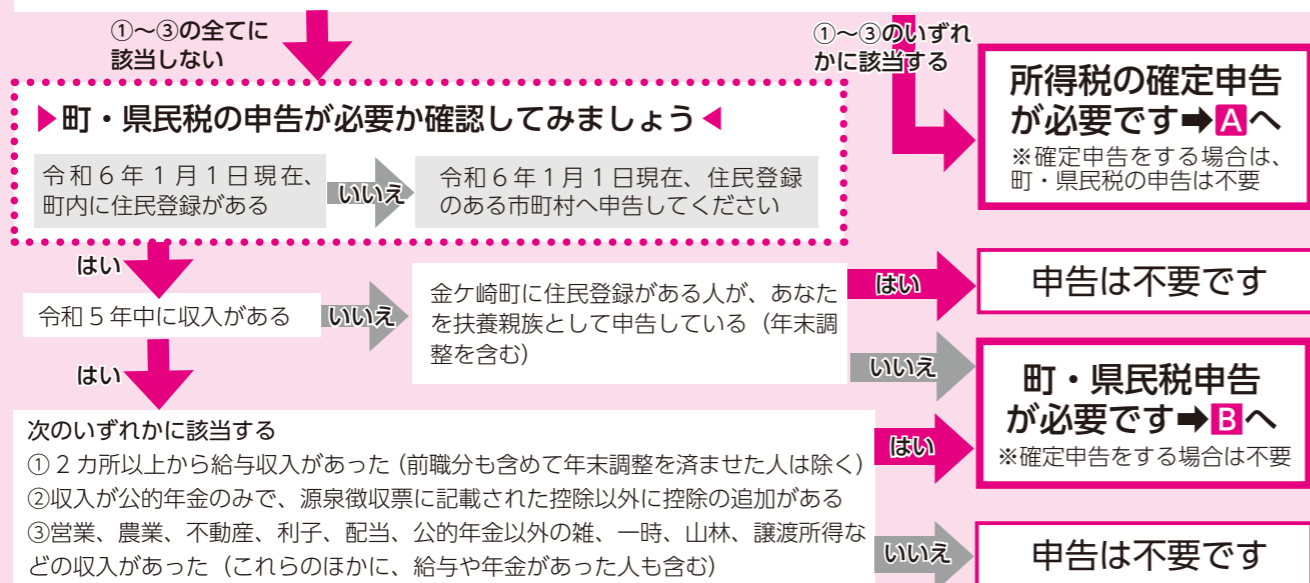 ①～③の全てに
該当しない
①～③のいずれ
かに該当する
所得税の確定申告
が必要です➡Aへ
※確定申告をする場合は、
町・県民税の申告は不要
▶町・県民税の申告が必要か確認してみましょう◀
令和６年１月１日現在、
町内に住民登録がある
いいえ
令和６年１月１日現在、住民登録
のある市町村へ申告してください
はい
令和５年中に収入がある
いいえ
金ケ崎町に住民登録がある人が、あなた
を扶養親族として申告している（年末調
整を含む）
はい
申告は不要です
いいえ
町・県民税申告
が必要です➡Bへ
※確定申告をする場合は不要
はい
次のいずれかに該当する
①２カ所以上から給与収入があった（前職分も含めて年末調整を済ませた人は除く）
②収入が公的年金のみで、源泉徴収票に記載された控除以外に控除の追加がある
③営業、農業、不動産、利子、配当、公的年金以外の雑、一時、山林、譲渡所得な
どの収入があった（これらのほかに、給与や年金があった人も含む）
はい
いいえ
申告は不要です